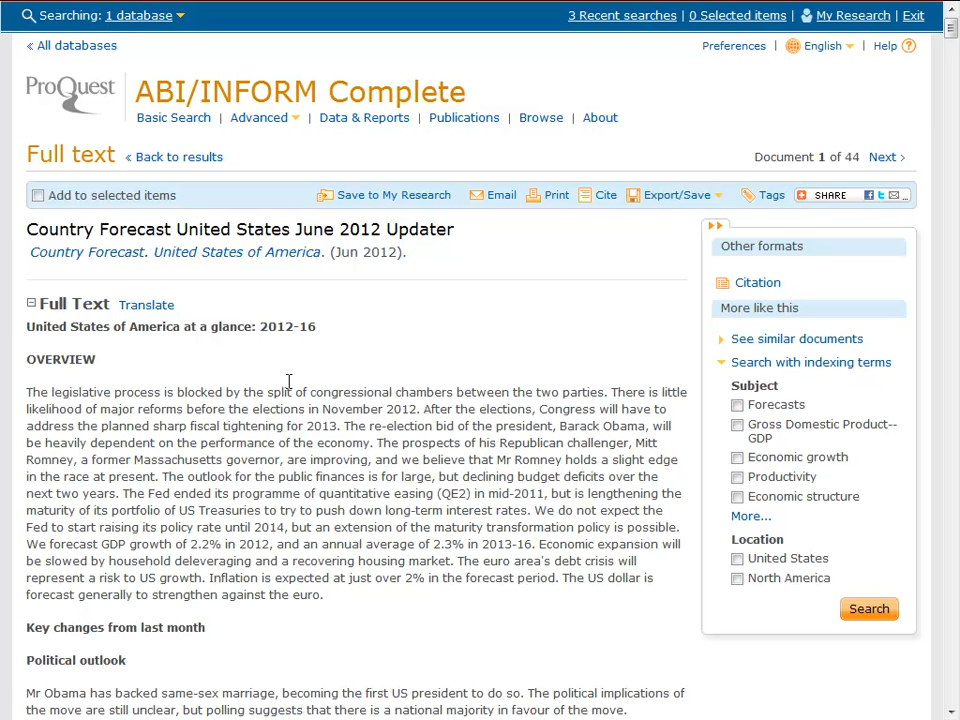 Searching: 1 database
3 Recent searches | 0 Selected items | My Research | Exit
« All databases
Preferences | English | Help ?
ProQuest
ABI/INFORM Complete
Basic Search | Advanced | Data & Reports | Publications | Browse | About
Full text « Back to results
Document 1 of 44 Next >
Add to selected items
Save to My Research Email Print Cite Export/Save Tags SHARE
Country Forecast United States June 2012 Updater
Country Forecast. United States of America. (Jun 2012).
Full Text Translate
United States of America at a glance: 2012-16
OVERVIEW
The legislative process is blocked by the split of congressional chambers between the two parties. There is little
likelihood of major reforms before the elections in November 2012. After the elections, Congress will have to
address the planned sharp fiscal tightening for 2013. The re-election bid of the president, Barack Obama, will
be heavily dependent on the performance of the economy. The prospects of his Republican challenger, Mitt
Romney, a former Massachusetts governor, are improving, and we believe that Mr Romney holds a slight edge
in the race at present. The outlook for the public finances is for large, but declining budget deficits over the
next two years. The Fed ended its programme of quantitative easing (QE2) in mid-2011, but is lengthening the
maturity of its portfolio of US Treasuries to try to push down long-term interest rates. We do not expect the
Fed to start raising its policy rate until 2014, but an extension of the maturity transformation policy is possible.
We forecast GDP growth of 2.2% in 2012, and an annual average of 2.3% in 2013-16. Economic expansion will
be slowed by household deleveraging and a recovering housing market. The euro area's debt crisis will
represent a risk to US growth. Inflation is expected at just over 2% in the forecast period. The US dollar is
forecast generally to strengthen against the euro.
Key changes from last month
Political outlook
Mr Obama has backed same-sex marriage, becoming the first US president to do so. The political implications of
the move are still unclear, but polling suggests that there is a national majority in favour of the move.
Other formats
Citation
More like this
See similar documents
Search with indexing terms
Subject
Forecasts
Gross Domestic Product--
GDP
Economic growth
Productivity
Economic structure
More...
Location
United States
North America
Search